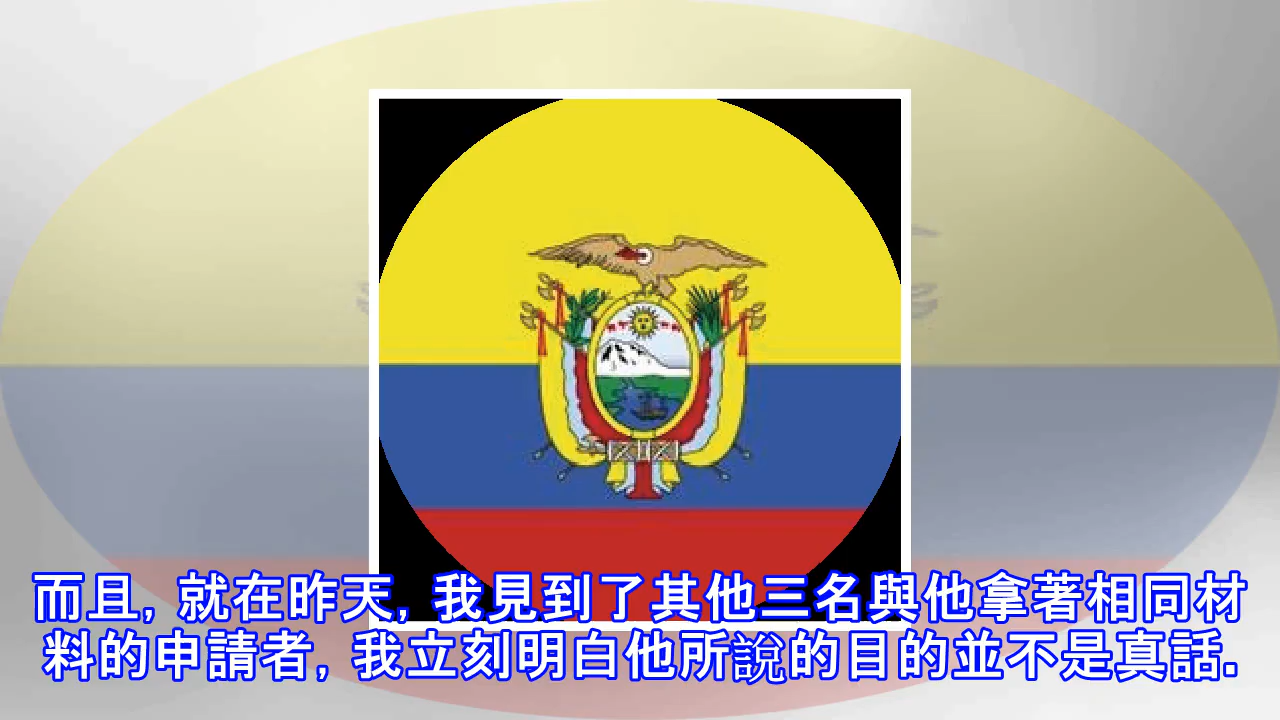 而且, 就在昨天, 我見到了其他三名與他拿著相同材
料的申請者, 我立刻明白他所說的目的並不是真話.